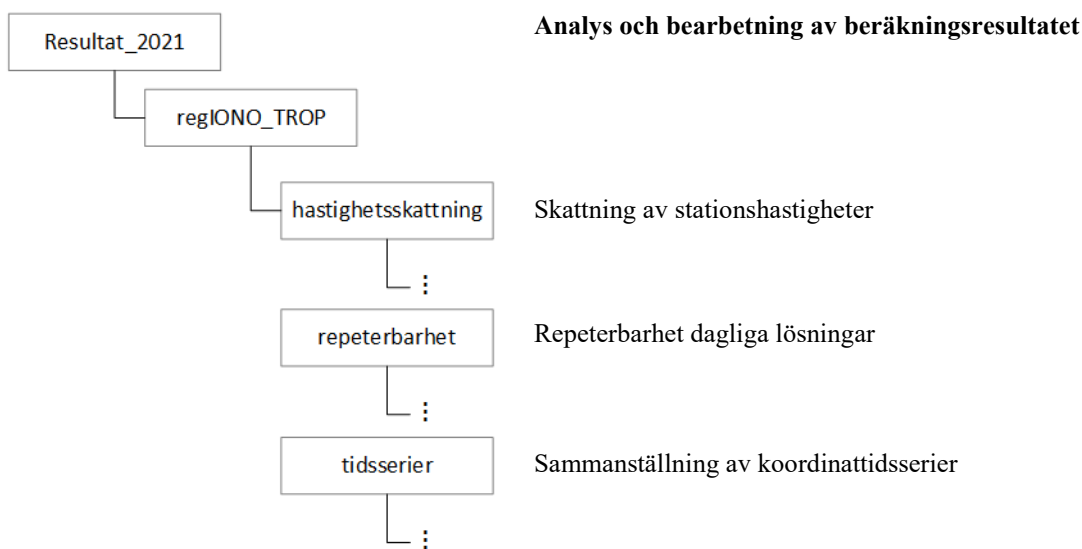 Analys och bearbetning av beräkningsresultatet
Resultat_2021
regIONO_TROP
hastighetsskattning Skattning av stationshastigheter
repeterbarhet Repeterbarhet dagliga lösningar
tidsserier Sammanställning av koordinattidsserier